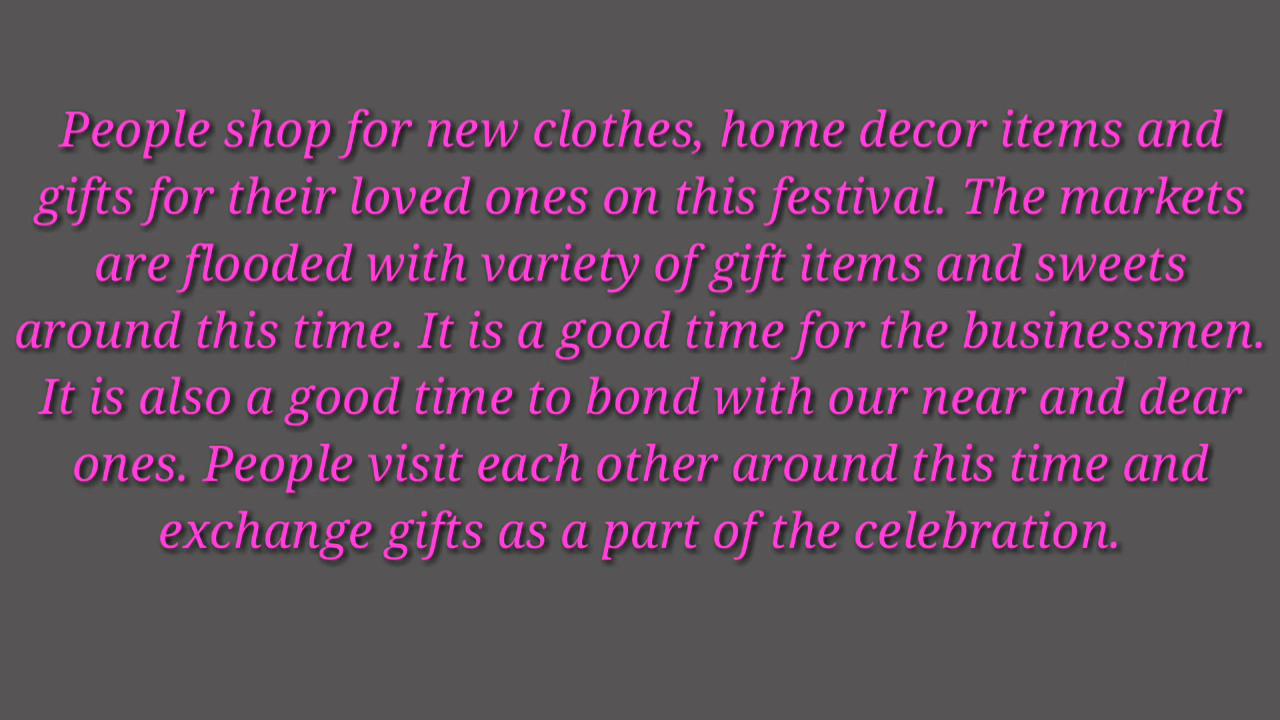 People shop for new clothes, home decor items and
gifts for their loved ones on this festival. The markets
are flooded with variety of gift items and sweets
around this time. It is a good time for the businessmen.
It is also a good time to bond with our near and dear
ones. People visit each other around this time and
exchange gifts as a part of the celebration.